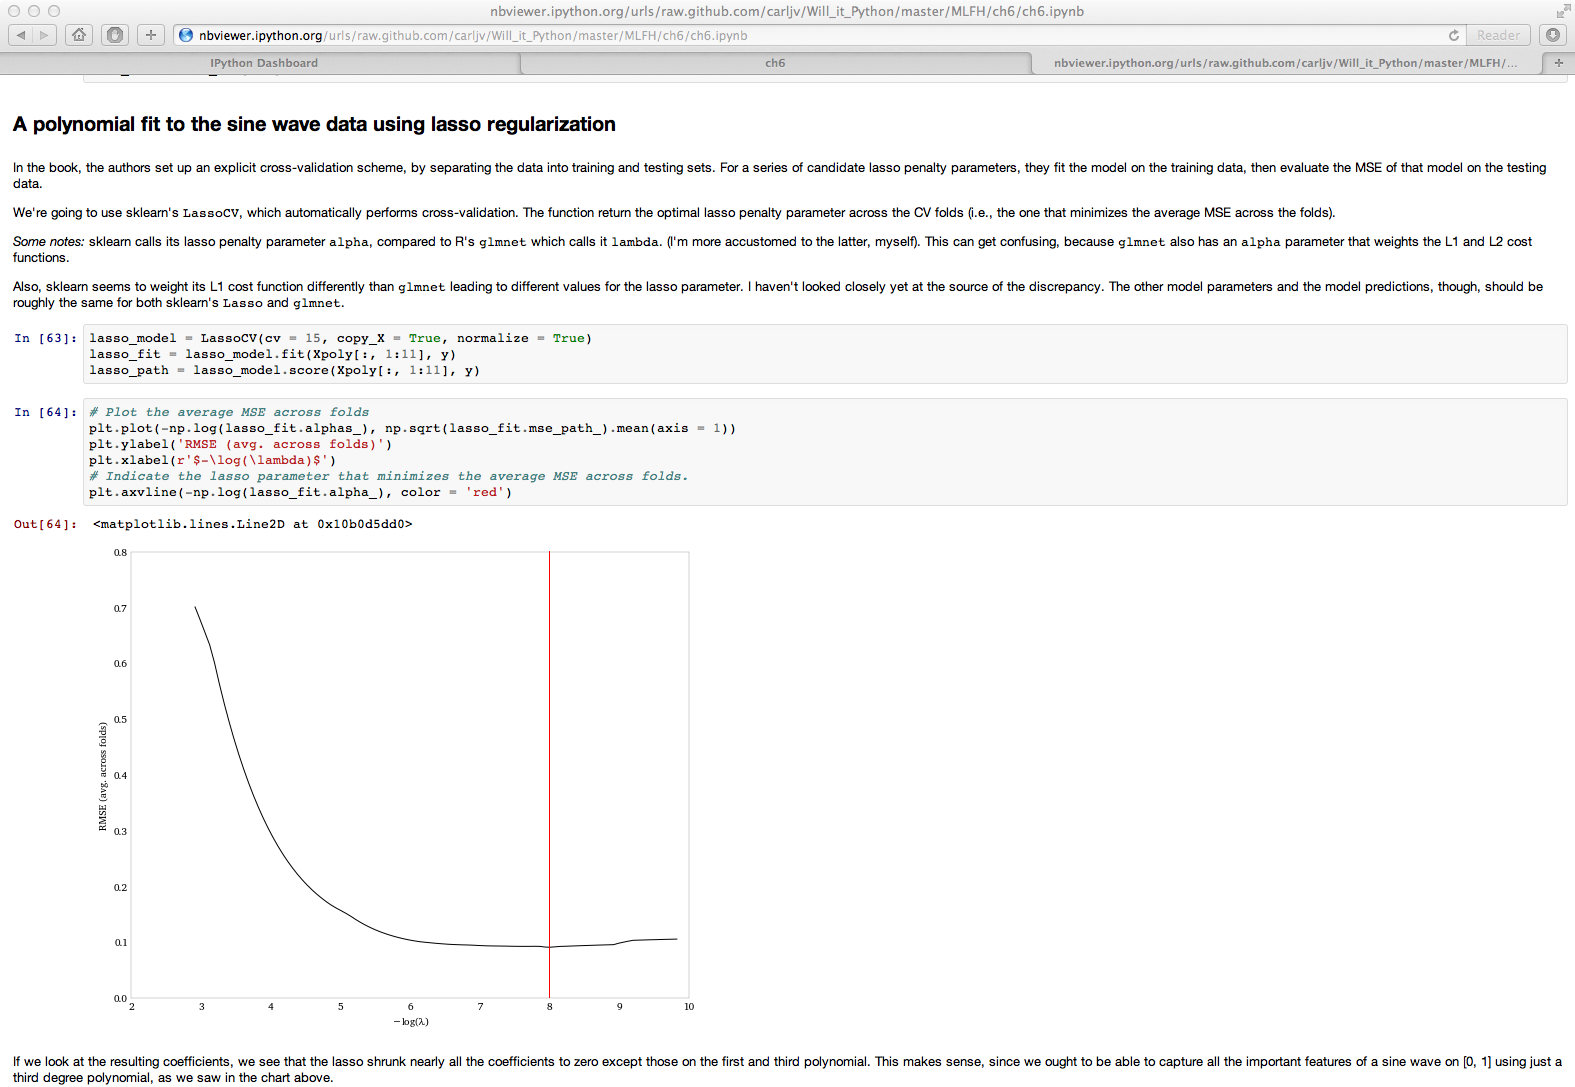 nbviewer.ipython.org/urls/raw.github.com/carljv/Will_it_Python/master/MLFH/ch6/ch6.ipynb
nbviewer.ipython.org/urls/raw.github.com/carljv/Will_it_Python/master/MLFH/ch6/ch6.ipynb
Reader
IPython Dashboard
ch6
nbviewer.ipython.org/urls/raw.github.com/carljv/Will_it_Python/master/MLFH/...
A polynomial fit to the sine wave data using lasso regularization
In the book, the authors set up an explicit cross-validation scheme, by separating the data into training and testing sets. For a series of candidate lasso penalty parameters, they fit the model on the training data, then evaluate the MSE of that model on the testing
data.
We're going to use sklearn's LassoCV, which automatically performs cross-validation. The function return the optimal lasso penalty parameter across the CV folds (i.e., the one that minimizes the average MSE across the folds).
Some notes: sklearn calls its lasso penalty parameter alpha, compared to R's glmnet which calls it lambda. (I'm more accustomed to the latter, myself). This can get confusing, because glmnet also has an alpha parameter that weights the L1 and L2 cost
functions.
Also, sklearn seems to weight its L1 cost function differently than glmnet leading to different values for the lasso parameter. I haven't looked closely yet at the source of the discrepancy. The other model parameters and the model predictions, though, should be
roughly the same for both sklearn's Lasso and glmnet.
In [63]: lasso_model = LassoCV(cv = 15, copy_X = True, normalize = True)
lasso_fit = lasso_model.fit(Xpoly[:, 1:11], y)
lasso_path = lasso_model.score(Xpoly[:, 1:11], y)
In [64]: # Plot the average MSE across folds
plt.plot(-np.log(lasso_fit.alphas_), np.sqrt(lasso_fit.mse_path_).mean(axis = 1))
plt.ylabel('RMSE (avg. across folds)')
plt.xlabel(r'$-\log(\lambda)$')
# Indicate the lasso parameter that minimizes the average MSE across folds.
plt.axvline(-np.log(lasso_fit.alpha_), color = 'red')
Out[64]: <matplotlib.lines.Line2D at 0x10b0d5dd0>
0.8
0.7
0.6
0.5
0.4
0.3
0.2
0.1
0.0
RMSE (avg. across folds)
2 3 4 5 6 7 8 9 10
−log(λ)
If we look at the resulting coefficients, we see that the lasso shrunk nearly all the coefficients to zero except those on the first and third polynomial. This makes sense, since we ought to be able to capture all the important features of a sine wave on [0, 1] using just a
third degree polynomial, as we saw in the chart above.